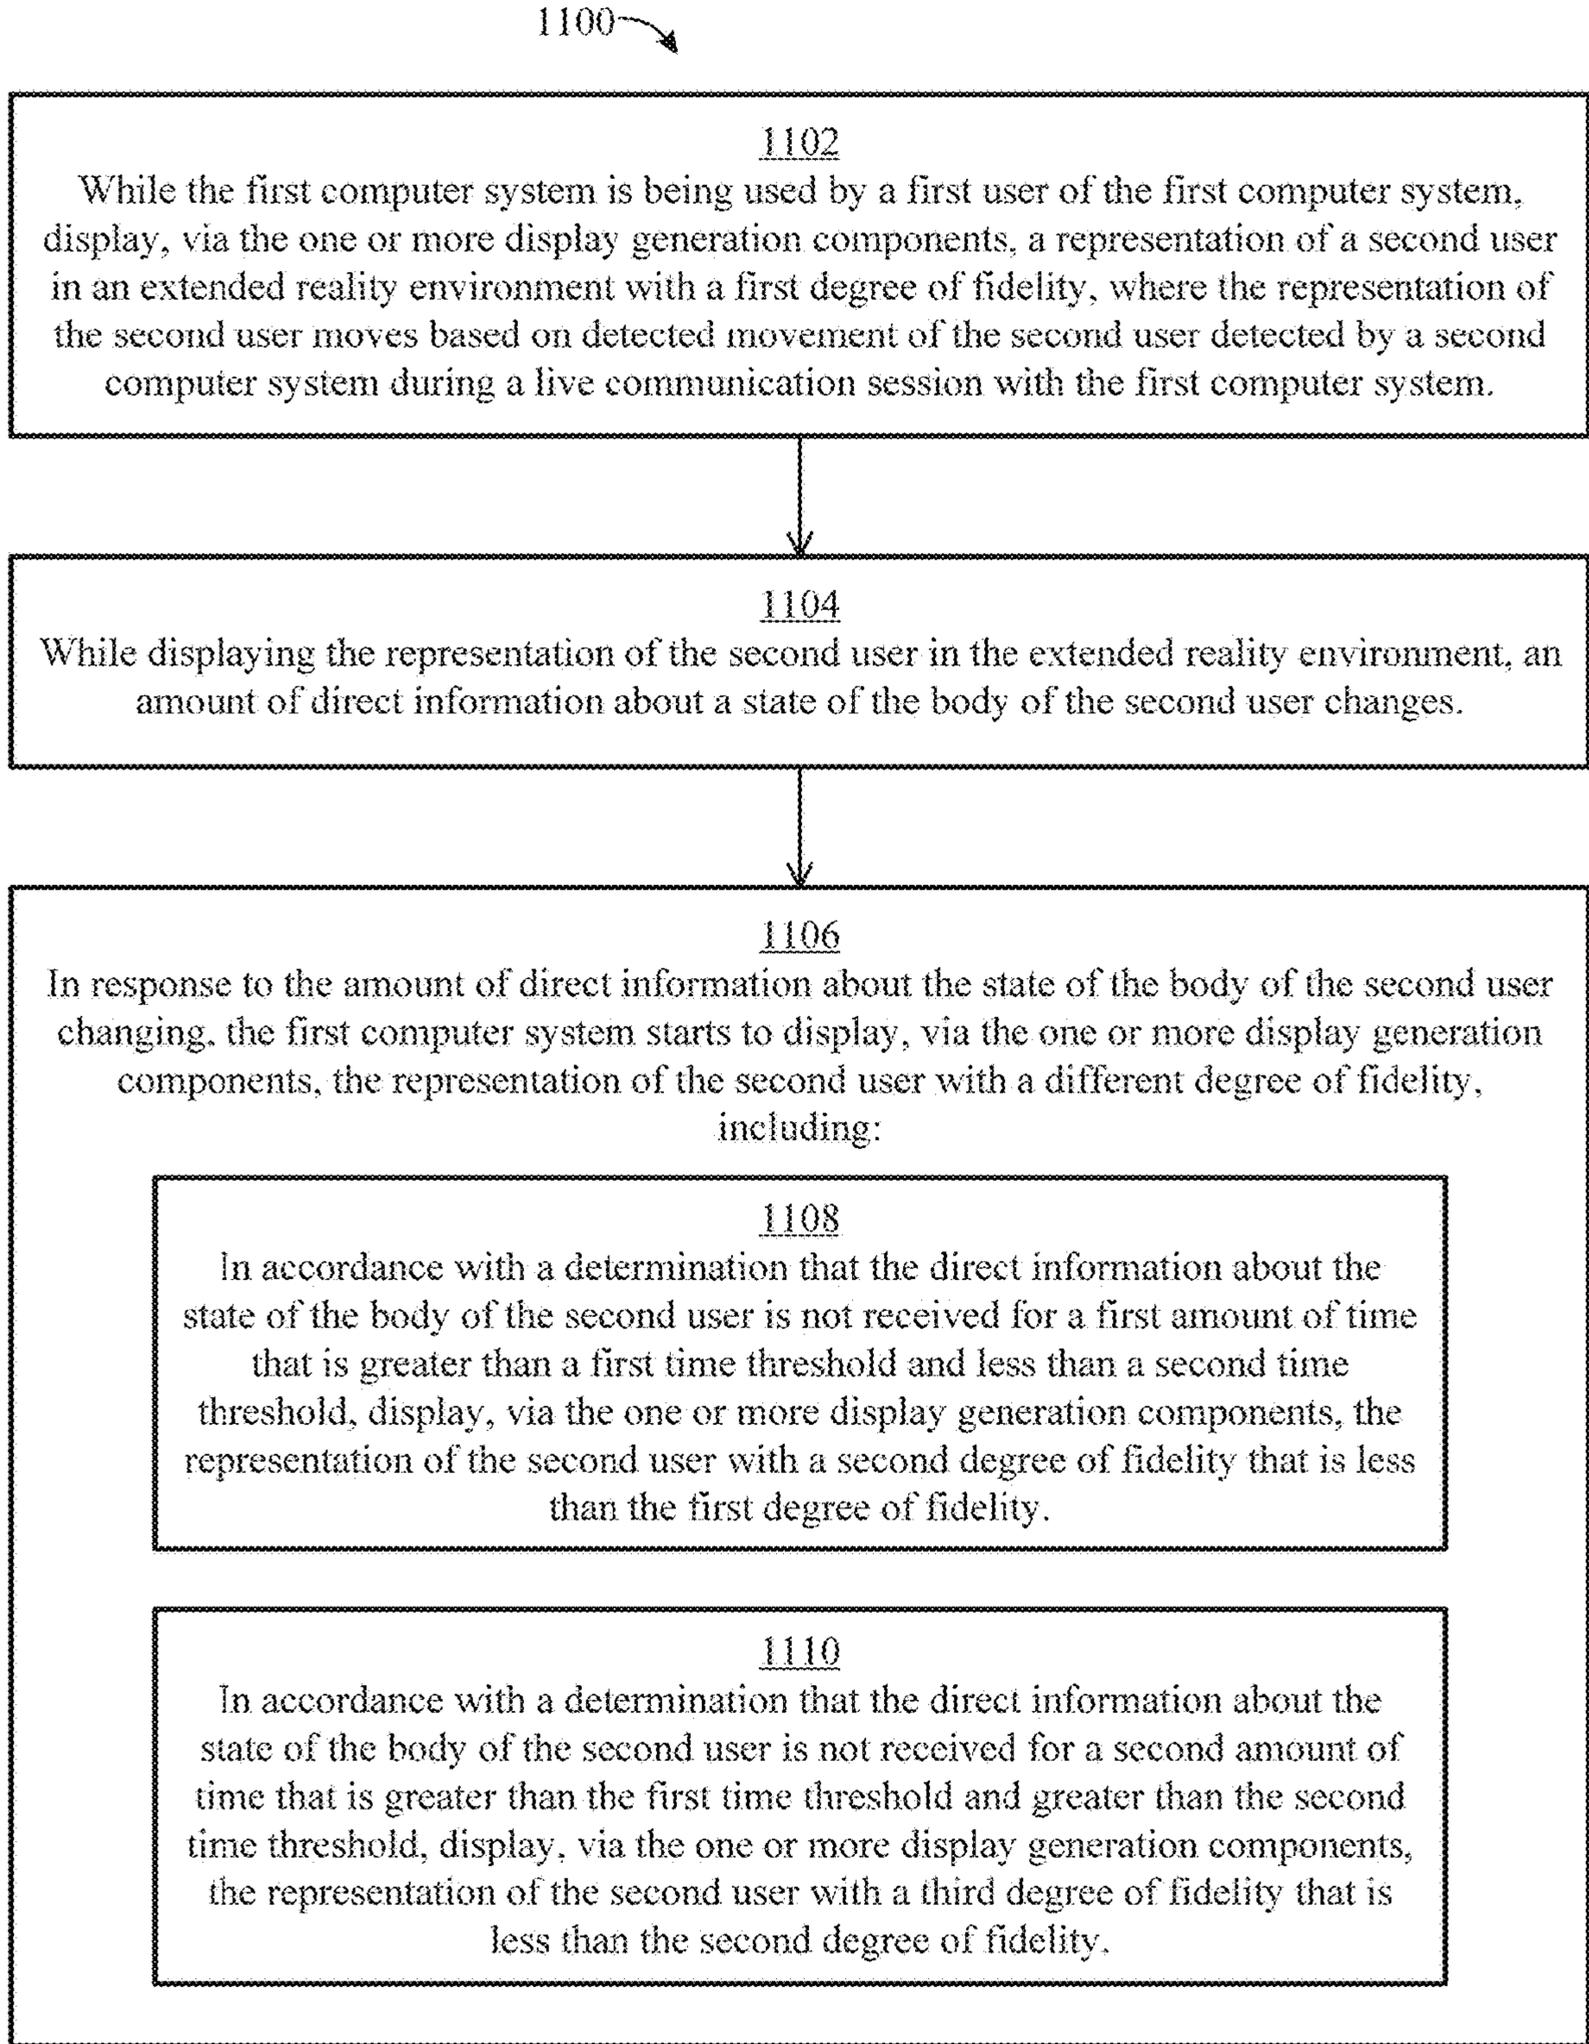 1100
1102
While the first computer system is being used by a first user of the first computer system,
display, via the one or more display generation components, a representation of a second user
in an extended reality environment with a first degree of fidelity, where the representation of
the second user moves based on detected movement of the second user detected by a second
computer system during a live communication session with the first computer system.
1104
While displaying the representation of the second user in the extended reality environment, an
amount of direct information about a state of the body of the second user changes.
1106
In response to the amount of direct information about the state of the body of the second user
changing, the first computer system starts to display, via the one or more display generation
components, the representation of the second user with a different degree of fidelity,
including:
1108
In accordance with a determination that the direct information about the
state of the body of the second user is not received for a first amount of time
that is greater than a first time threshold and less than a second time
threshold, display, via the one or more display generation components, the
representation of the second user with a second degree of fidelity that is less
than the first degree of fidelity.
1110
In accordance with a determination that the direct information about the
state of the body of the second user is not received for a second amount of
time that is greater than the first time threshold and greater than the second
time threshold, display, via the one or more display generation components,
the representation of the second user with a third degree of fidelity that is
less than the second degree of fidelity.